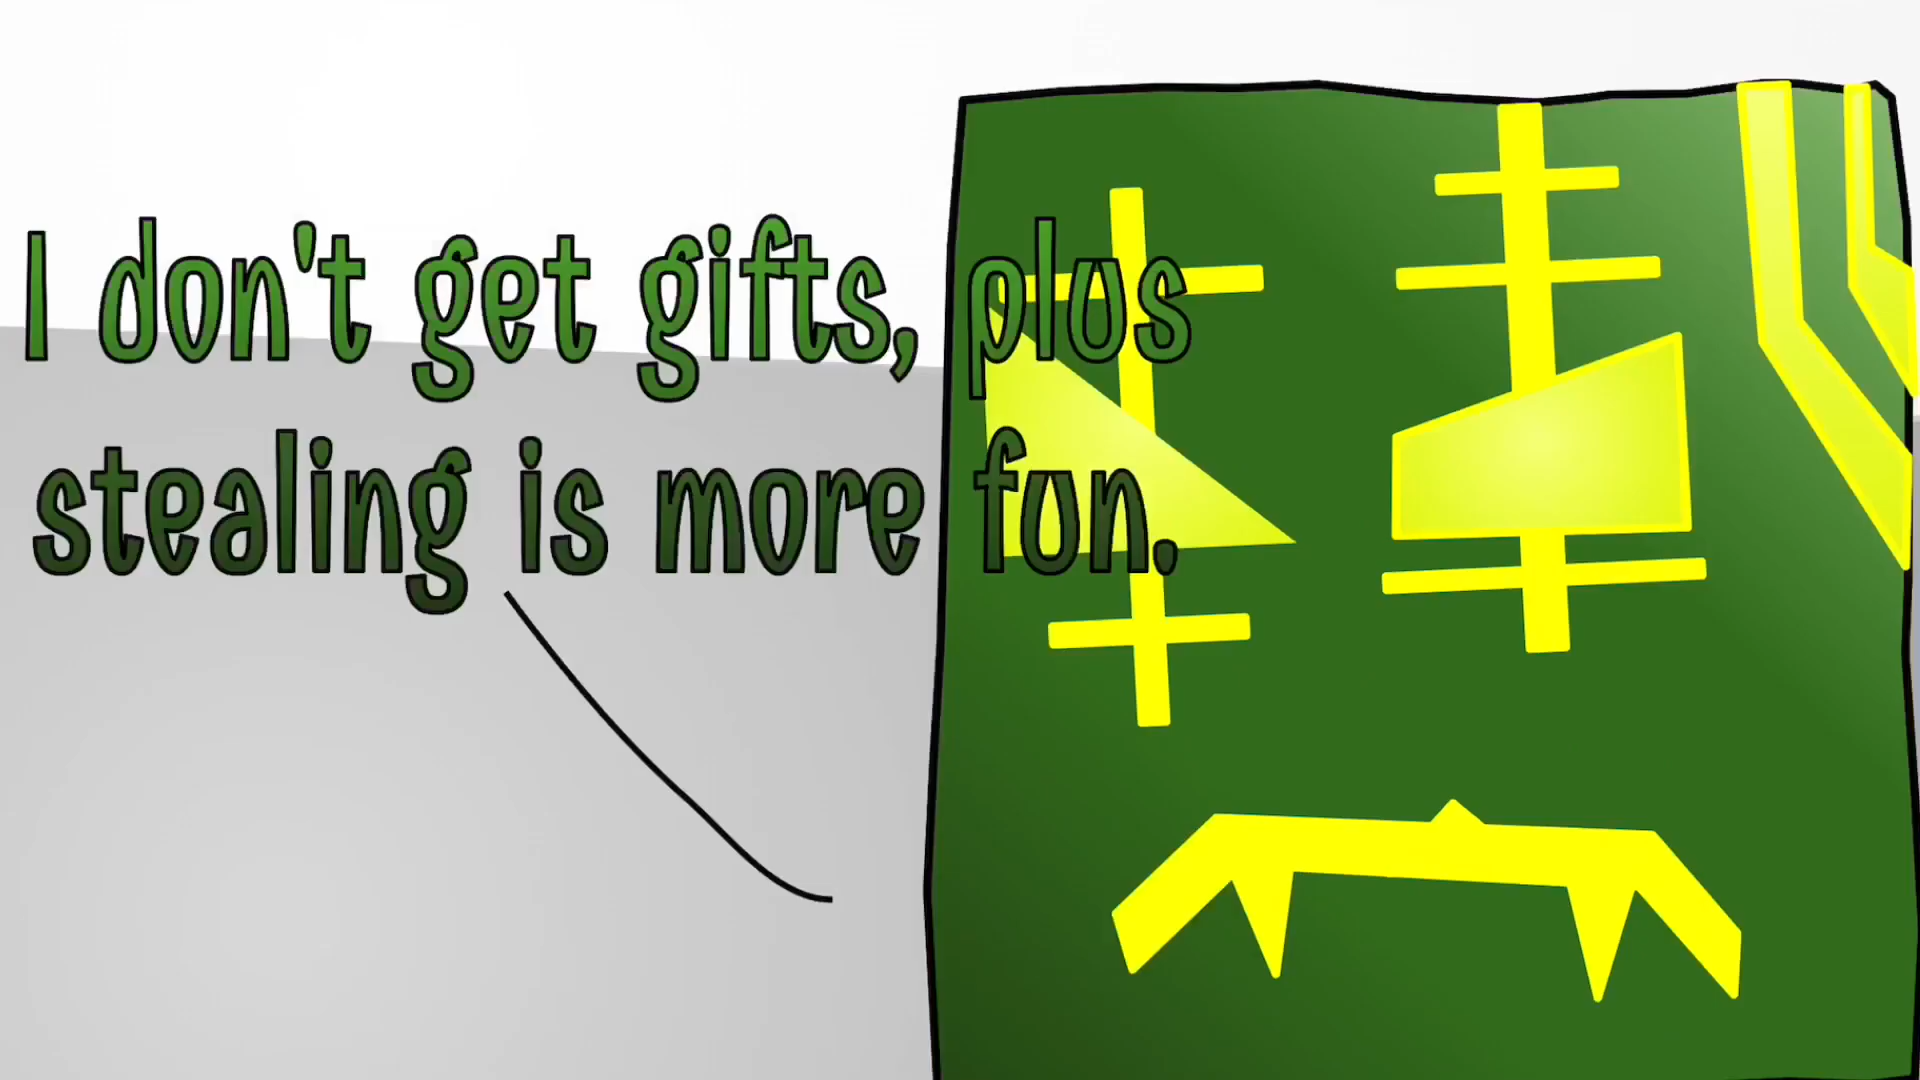 I don't get gifts, plus
stealing is more fun.